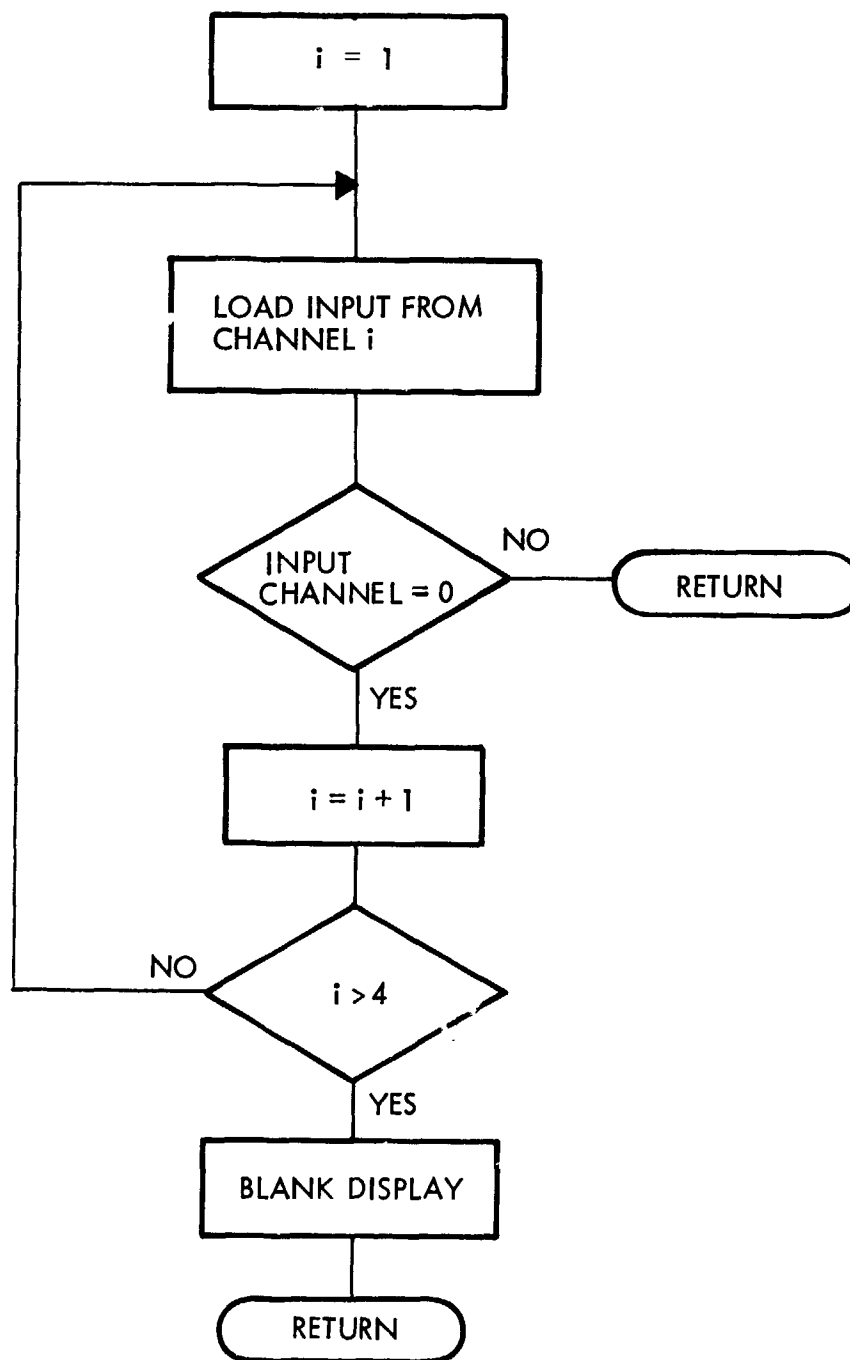 i = 1
LOAD INPUT FROM
CHANNEL i
INPUT
CHANNEL = 0
NO
RETURN
YES
i = i + 1
NO
i > 4
YES
BLANK DISPLAY
RETURN